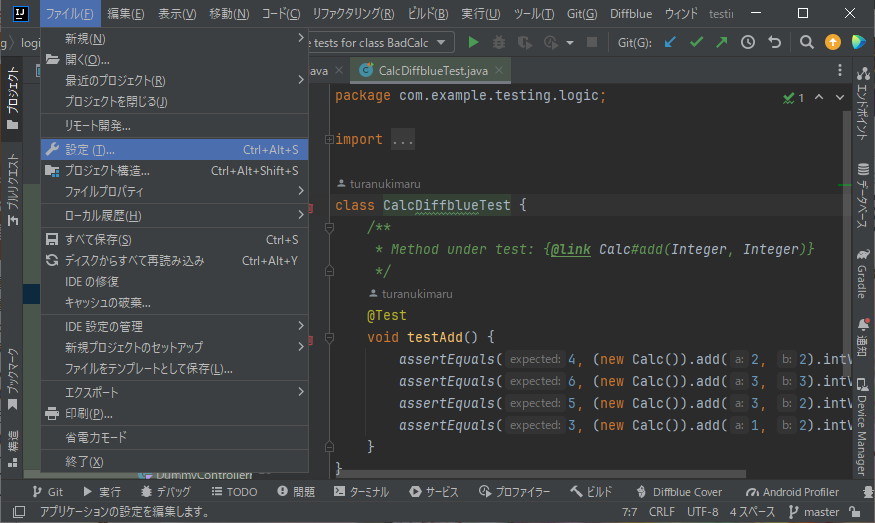 ファイル(F) 編集(E) 表示(V) 移動(N) コード(C) リファクタリング(R) ビルド(B) 実行(U) ツール(T) Git(G) Diffblue ウィンド testin
新規(N)
開く(O)...
最近のプロジェクト(R)
プロジェクトを閉じる(J)
リモート開発...
設定 (T)... Ctrl+Alt+S
プロジェクト構造... Ctrl+Alt+Shift+S
ファイルプロパティ
ローカル履歴(H)
すべて保存(S) Ctrl+S
ディスクからすべて再読み込み Ctrl+Alt+Y
IDE の修復
キャッシュの破棄...
IDE 設定の管理
新規プロジェクトのセットアップ
ファイルをテンプレートとして保存(L)...
エクスポート
印刷(P)...
省電力モード
終了(X)
g logi
e tests for class BadCalc
Git(G):
ava
CalcDiffblueTest.java
package com.example.testing.logic;
1
import ...
turanukimaru
class CalcDiffblueTest {
/**
* Method under test: {@link Calc#add(Integer, Integer)}
*/
turanukimaru
@Test
void testAdd() {
assertEquals( expected: 4, (new Calc()).add( a: 2, b: 2).intV
assertEquals( expected: 6, (new Calc()).add( a: 3, b: 3).intV
assertEquals( expected: 5, (new Calc()).add( a: 3, b: 2).intV
assertEquals( expected: 3, (new Calc()).add( a: 1, b: 2).intV
}
}
プロジェクト
プルリクエスト
ブックマーク
構造
エンドポイント
データベース
Gradle
通知
Device Manager
DummyController
Git 実行 デバッグ TODO 問題 ターミナル サービス プロファイラー ビルド Diffblue Cover Android Profiler
アプリケーションの設定を編集します。 7:7 CRLF UTF-8 4 スペース master